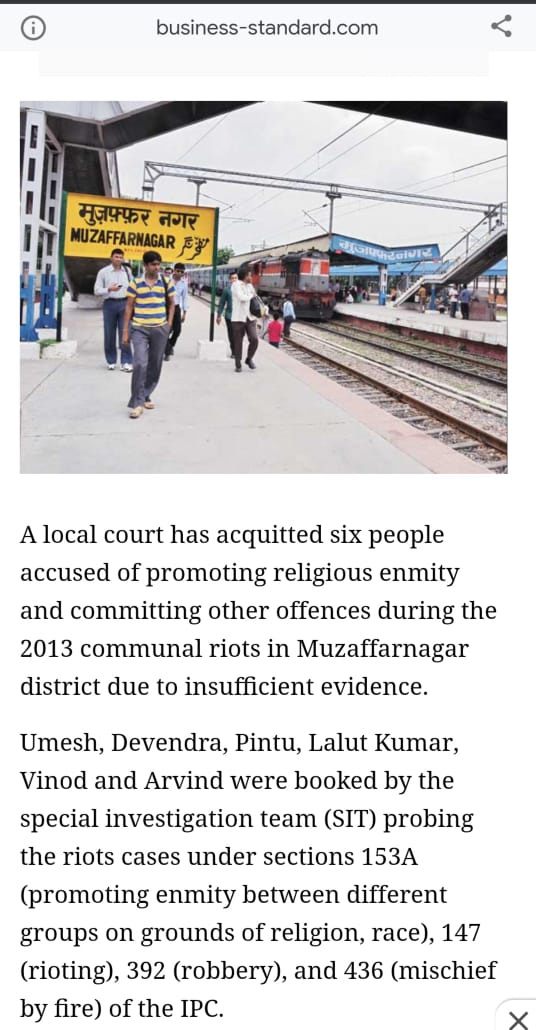 business-standard.com
मुज़फ़्फ़र नगर
MUZAFFARNAGAR
मुजफ्फरनगर
A local court has acquitted six people
accused of promoting religious enmity
and committing other offences during the
2013 communal riots in Muzaffarnagar
district due to insufficient evidence.
Umesh, Devendra, Pintu, Lalut Kumar,
Vinod and Arvind were booked by the
special investigation team (SIT) probing
the riots cases under sections 153A
(promoting enmity between different
groups on grounds of religion, race), 147
(rioting), 392 (robbery), and 436 (mischief
by fire) of the IPC.